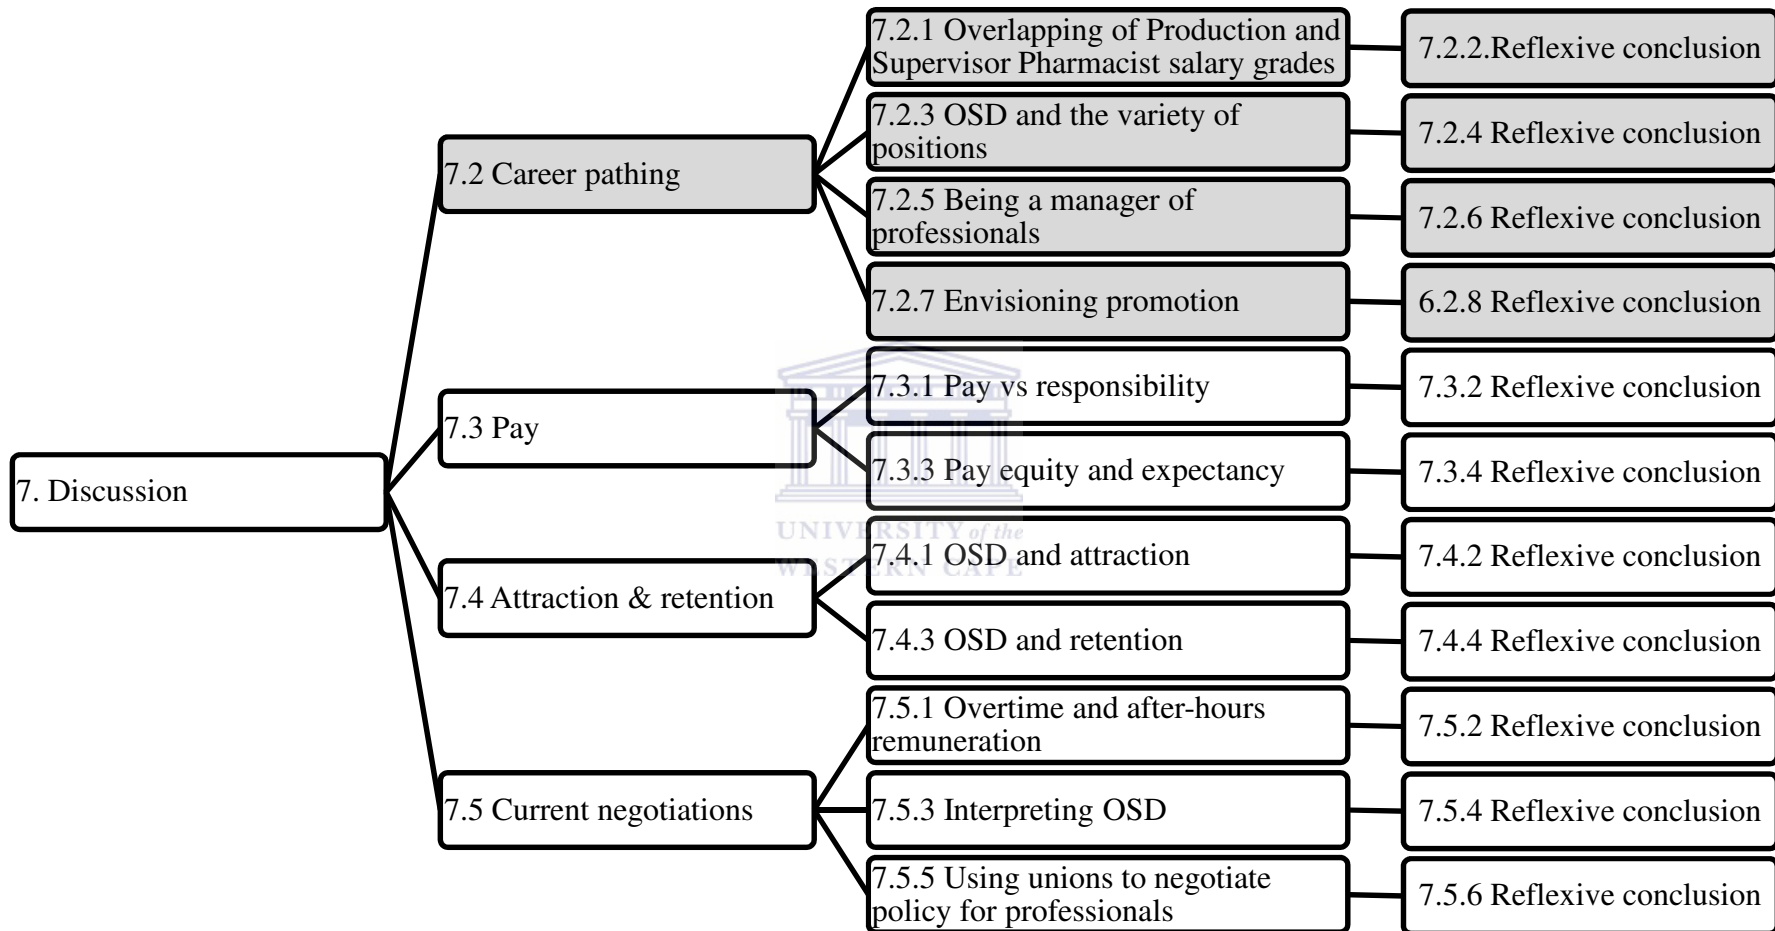 7. Discussion
7.2 Career pathing
7.2.1 Overlapping of Production and
Supervisor Pharmacist salary grades
7.2.2.Reflexive conclusion
7.2.3 OSD and the variety of
positions
7.2.4 Reflexive conclusion
7.2.5 Being a manager of
professionals
7.2.6 Reflexive conclusion
7.2.7 Envisioning promotion
6.2.8 Reflexive conclusion
7.3 Pay
7.3.1 Pay vs responsibility
7.3.2 Reflexive conclusion
7.3.3 Pay equity and expectancy
7.3.4 Reflexive conclusion
7.4 Attraction & retention
7.4.1 OSD and attraction
7.4.2 Reflexive conclusion
7.4.3 OSD and retention
7.4.4 Reflexive conclusion
7.5 Current negotiations
7.5.1 Overtime and after-hours
remuneration
7.5.2 Reflexive conclusion
7.5.3 Interpreting OSD
7.5.4 Reflexive conclusion
7.5.5 Using unions to negotiate
policy for professionals
7.5.6 Reflexive conclusion
UNIVERSITY of the
WESTERN CAPE